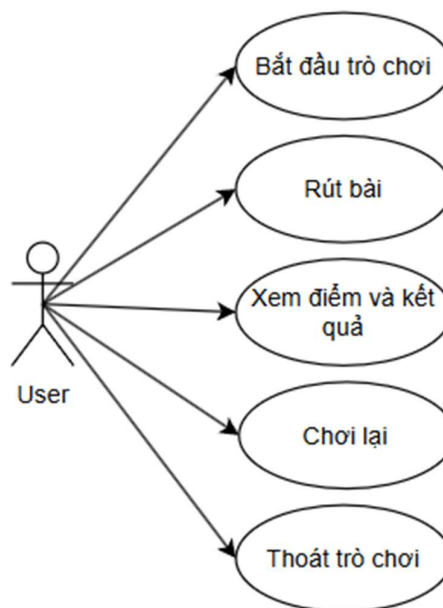 Bắt đầu trò chơi
Rút bài
Xem điểm và kết
quả
User
Chơi lại
Thoát trò chơi